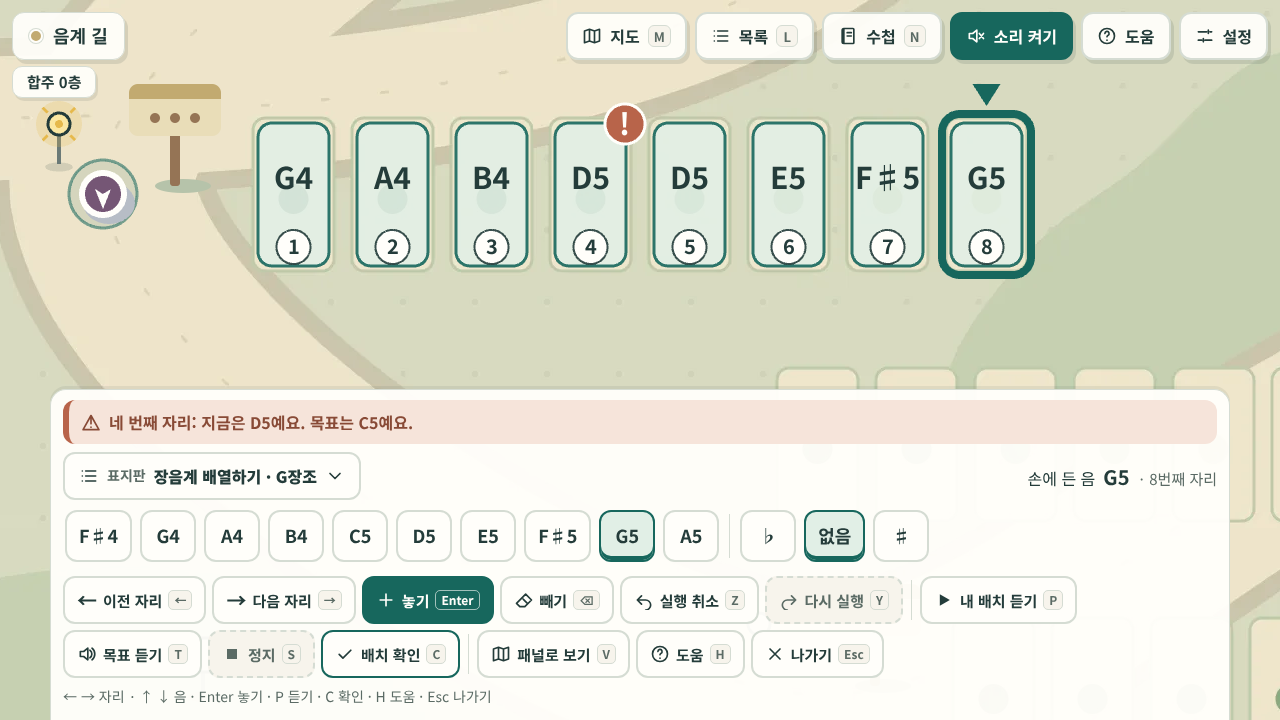 음계 길
지도 M
목록 L
수첩 N
소리 켜기
도움
설정
합주 0층
G4 A4 B4 D5 D5 E5 F♯5 G5
!
1 2 3 4 5 6 7 8
네 번째 자리: 지금은 D5예요. 목표는 C5예요.
표지판 장음계 배열하기 · G장조
손에 든 음 G5 · 8번째 자리
F♯4 G4 A4 B4 C5 D5 E5 F♯5 G5 A5 ♭ 없음 ♯
← 이전 자리 ← → 다음 자리 → + 놓기 Enter 빼기 ⌫ 실행 취소 Z 다시 실행 Y 내 배치 듣기 P
목표 듣기 T 정지 S 배치 확인 C 패널로 보기 V 도움 H 나가기 Esc
← → 자리 · ↑ ↓ 음 · Enter 놓기 · P 듣기 · C 확인 · H 도움 · Esc 나가기